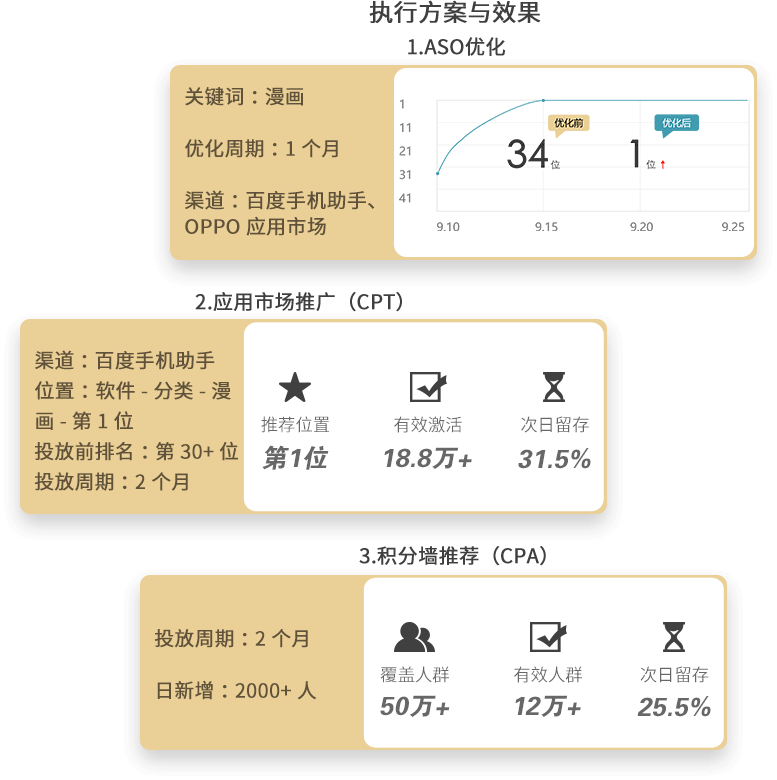 执行方案与效果
1.ASO优化
关键词：漫画
优化周期：1 个月
渠道：百度手机助手、
OPPO 应用市场
1
11
21
31
41
优化前
34位
优化后
1位
9.10
9.15
9.20
9.25
2.应用市场推广（CPT）
渠道：百度手机助手
位置：软件 - 分类 - 漫
画 - 第 1 位
投放前排名：第 30+ 位
投放周期：2 个月
推荐位置
第1位
有效激活
18.8万+
次日留存
31.5%
3.积分墙推荐（CPA）
投放周期：2 个月
日新增：2000+ 人
覆盖人群
50万+
有效人群
12万+
次日留存
25.5%